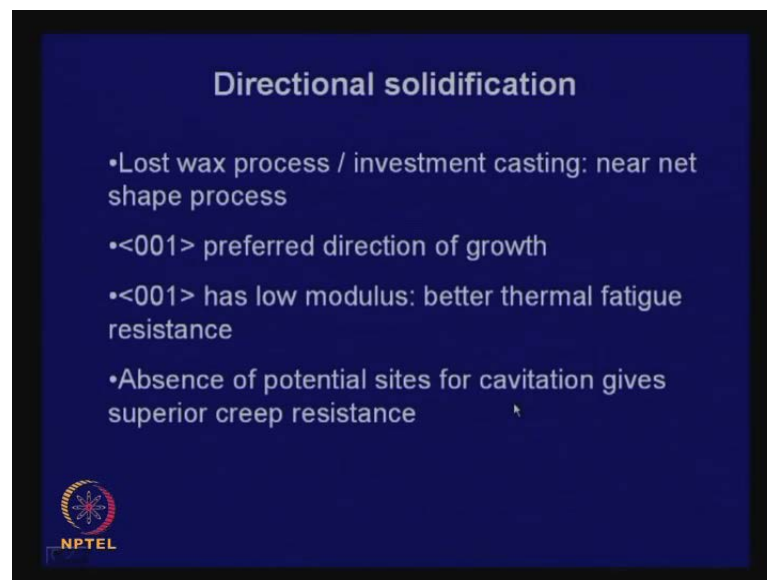 Directional solidification
•Lost wax process / investment casting: near net
shape process
•<001> preferred direction of growth
•<001> has low modulus: better thermal fatigue
resistance
•Absence of potential sites for cavitation gives
superior creep resistance
NPTEL